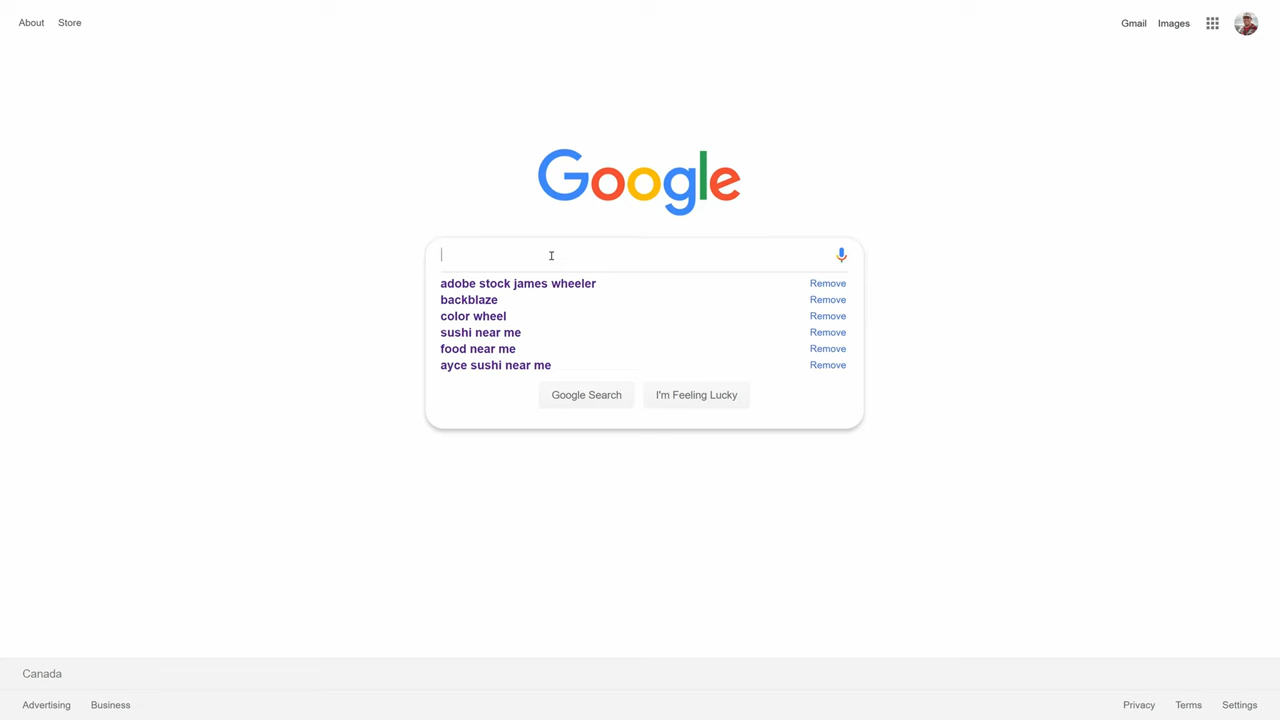 About Store
Gmail Images
Google
adobe stock james wheeler Remove
backblaze Remove
color wheel Remove
sushi near me Remove
food near me Remove
ayce sushi near me Remove
Google Search I'm Feeling Lucky
Canada
Advertising Business
Privacy Terms Settings